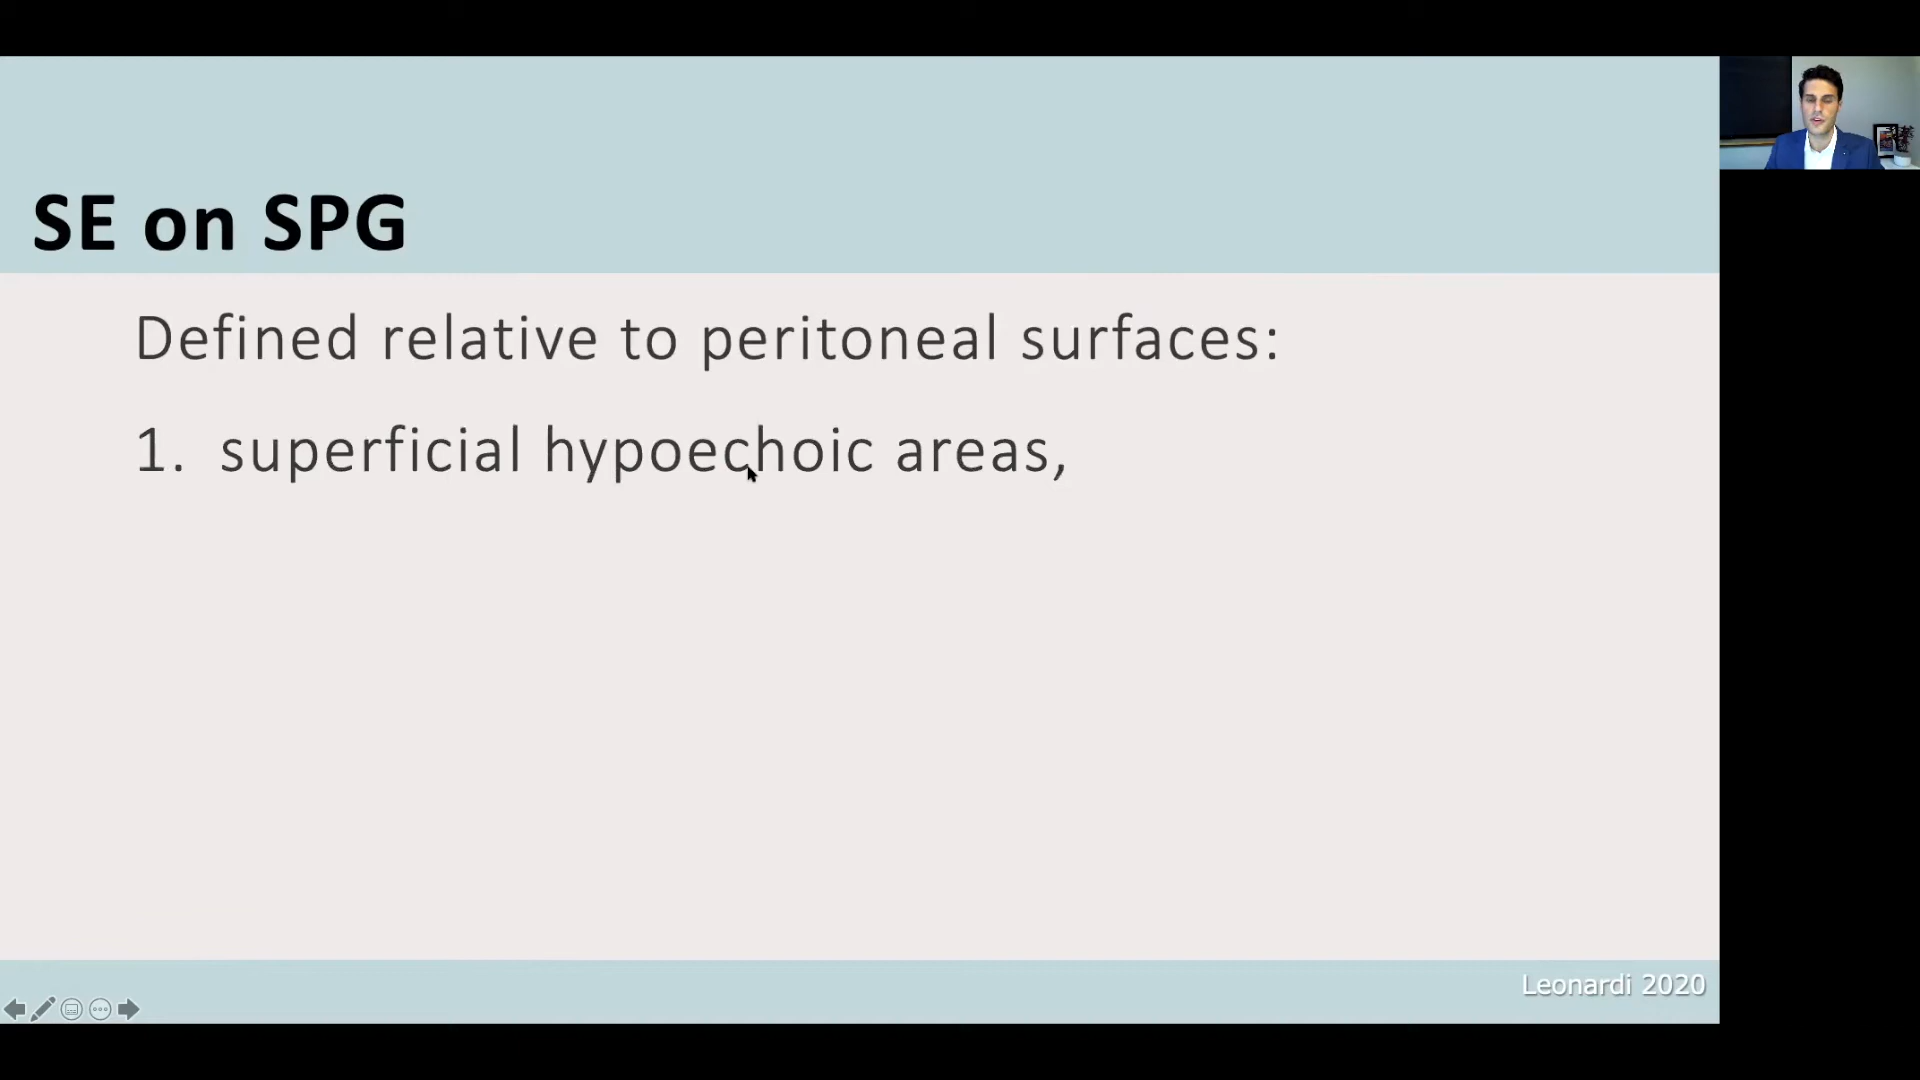 SE on SPG
Defined relative to peritoneal surfaces:
1. superficial hypoechoic areas,
Leonardi 2020